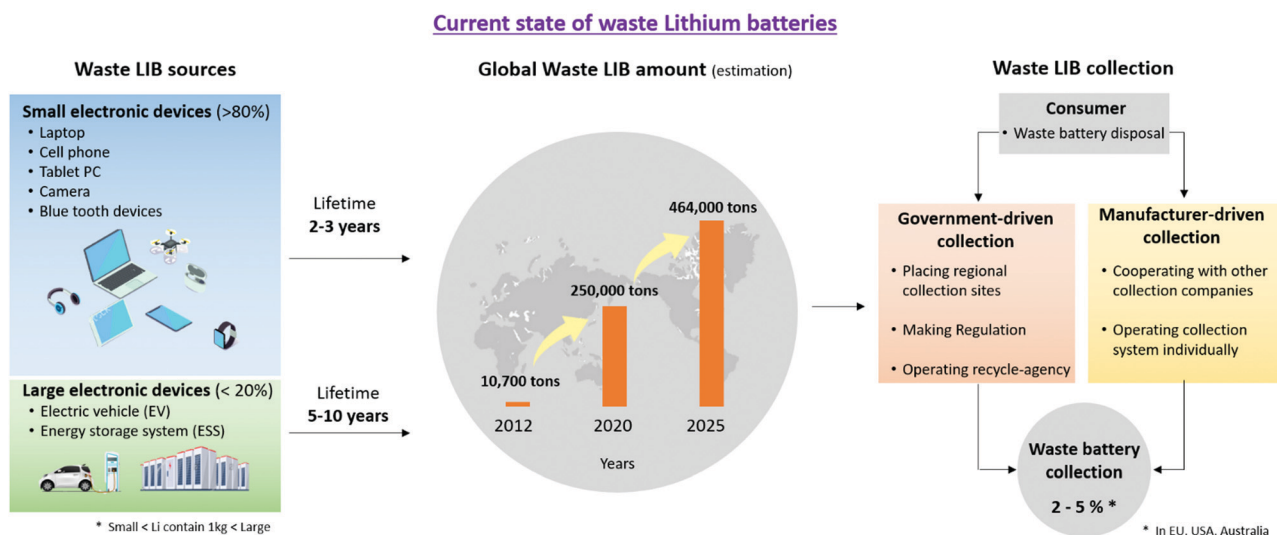 Current state of waste Lithium batteries
Waste LIB sources
Small electronic devices (>80%)
• Laptop
• Cell phone
• Tablet PC
• Camera
• Blue tooth devices
Large electronic devices (< 20%)
• Electric vehicle (EV)
• Energy storage system (ESS)
* Small < Li contain 1kg < Large
Lifetime
2-3 years
Lifetime
5-10 years
Global Waste LIB amount (estimation)
464,000 tons
250,000 tons
10,700 tons
2012 2020 2025
Years
Waste LIB collection
Consumer
• Waste battery disposal
Government-driven
collection
• Placing regional
collection sites
• Making Regulation
• Operating recycle-agency
Manufacturer-driven
collection
• Cooperating with other
collection companies
• Operating collection
system individually
Waste battery
collection
2 - 5 % *
* In EU, USA, Australia